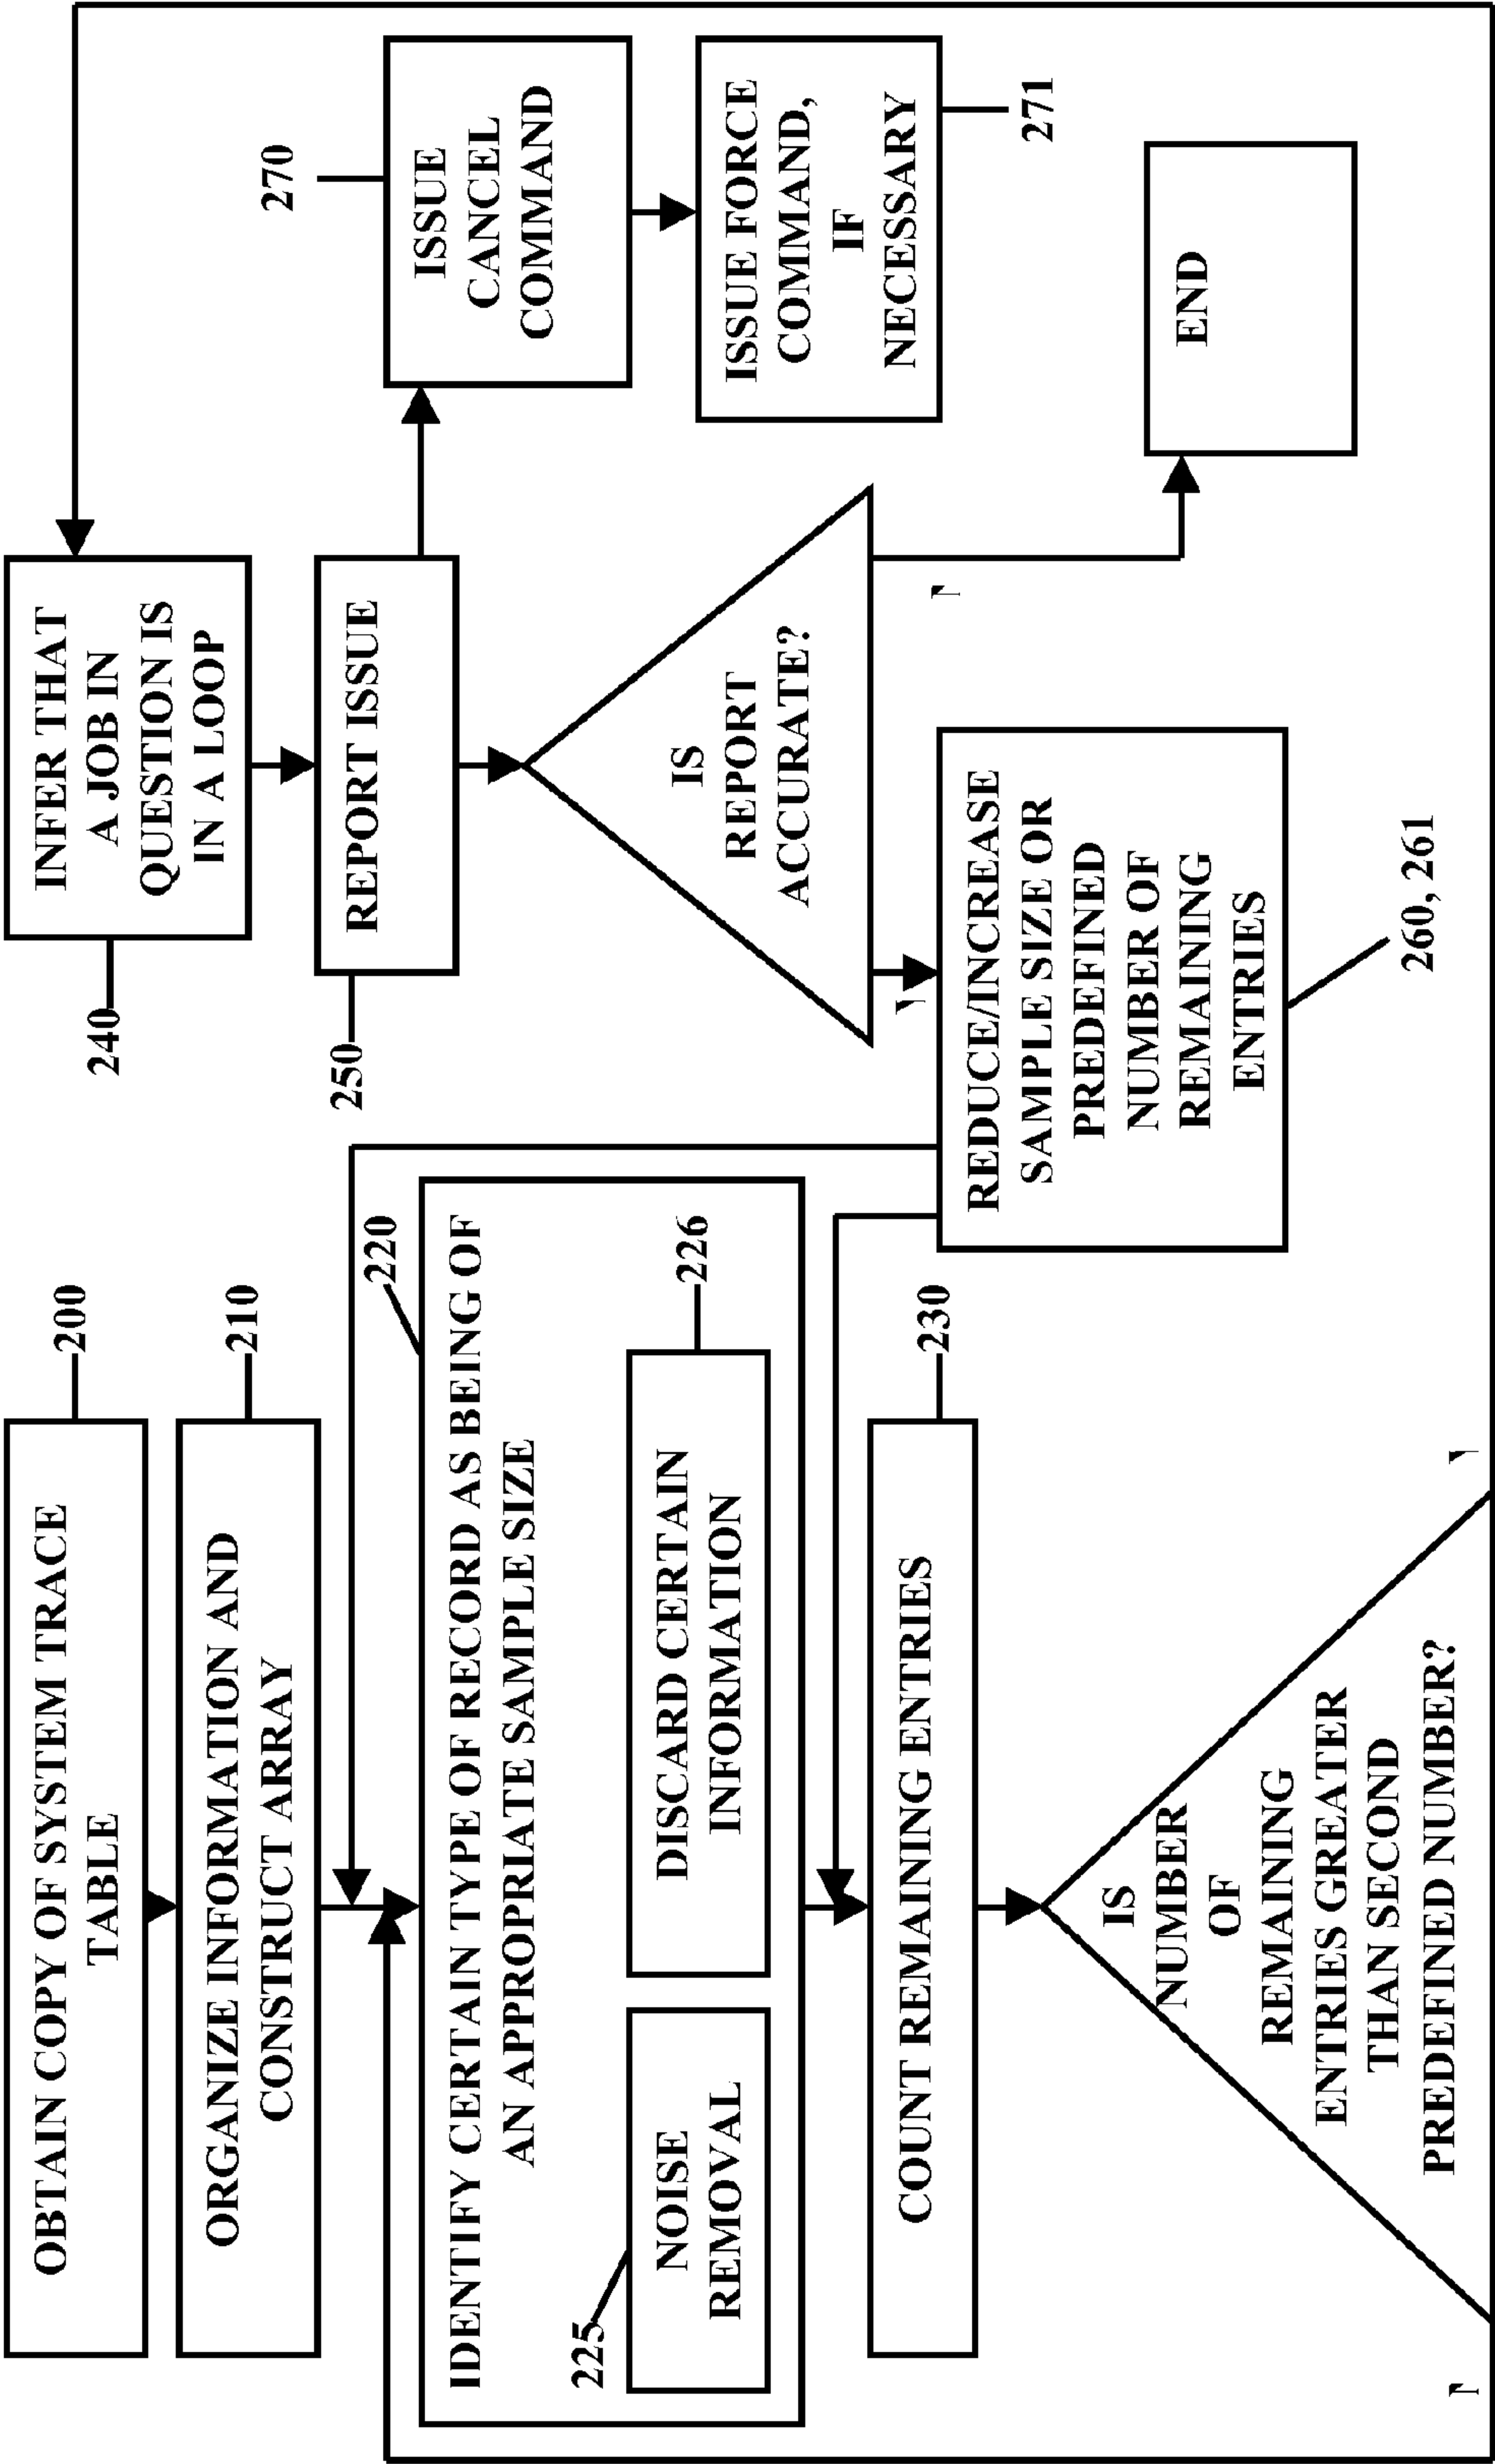 OBTAIN COPY OF SYSTEM TRACE
TABLE
200
ORGANIZE INFORMATION AND
CONSTRUCT ARRAY
210
220
IDENTIFY CERTAIN TYPE OF RECORD AS BEING OF
AN APPROPRIATE SAMPLE SIZE
225
NOISE
REMOVAL
DISCARD CERTAIN
INFORMATION
226
COUNT REMAINING ENTRIES
230
IS
NUMBER
OF
REMAINING
ENTRIES GREATER
THAN SECOND
PREDEFINED NUMBER?
240
INFER THAT
A JOB IN
QUESTION IS
IN A LOOP
250
REPORT ISSUE
IS
REPORT
ACCURATE?
REDUCE/INCREASE
SAMPLE SIZE OR
PREDEFINED
NUMBER OF
REMAINING
ENTRIES
260, 261
270
ISSUE
CANCEL
COMMAND
ISSUE FORCE
COMMAND,
IF
NECESSARY
271
END